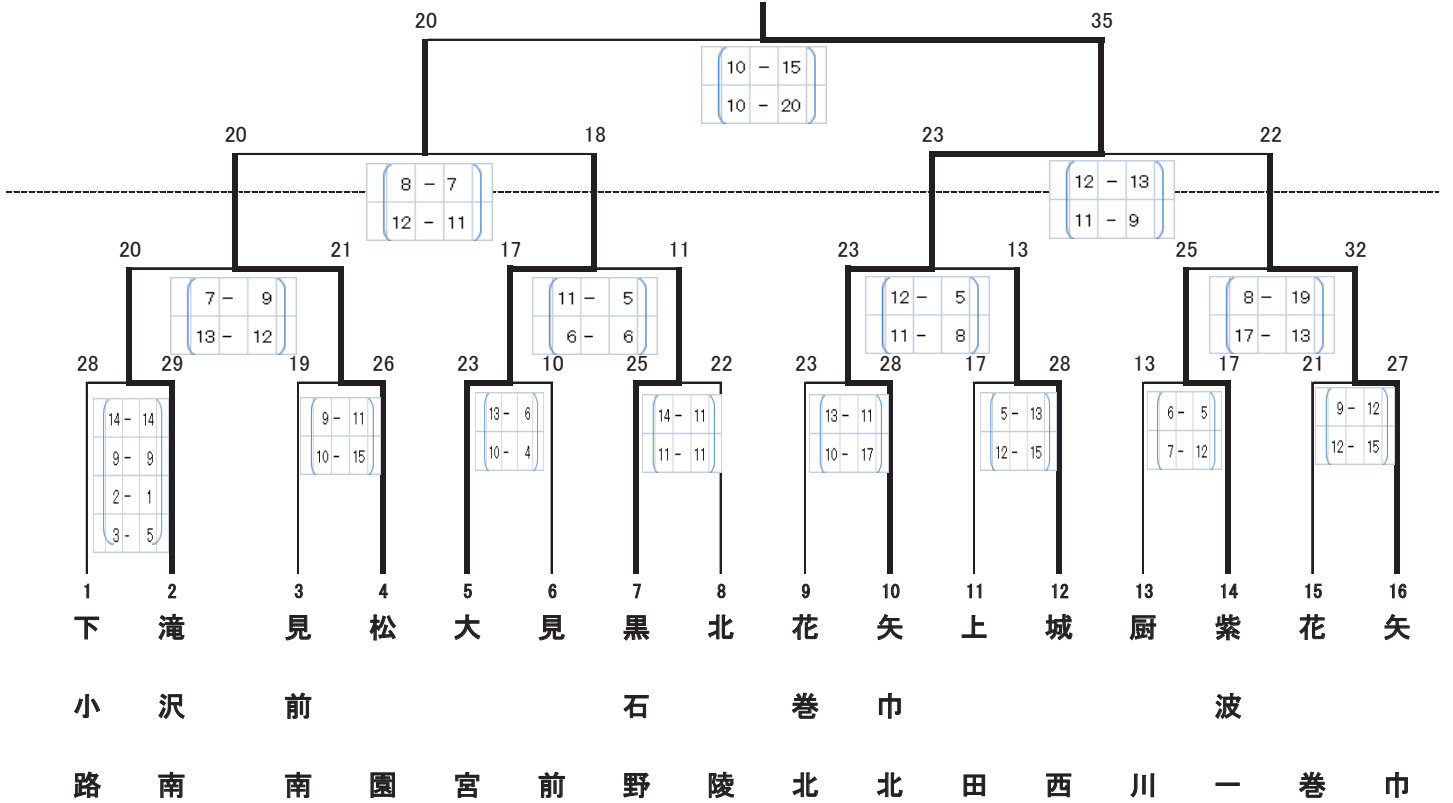 20 35
10 - 15
10 - 20
20 18 23 22
8 - 7 12 - 13
12 - 11 11 - 9
20 21 17 11 23 13 25 32
7 - 9 11 - 5 12 - 5 8 - 19
13 - 12 6 - 6 11 - 8 17 - 13
28 29 19 26 23 10 25 22 23 28 17 28 13 17 21 27
14 - 14 9 - 11 13 - 6 14 - 11 13 - 11 5 - 13 6 - 5 9 - 12
9 - 9 10 - 15 10 - 4 11 - 11 10 - 17 12 - 15 7 - 12 12 - 15
2 - 1
3 - 5
1 2 3 4 5 6 7 8 9 10 11 12 13 14 15 16
下小路
滝沢南
見前南
松園
大宮
見前
黒石野
北陵
花巻北
矢巾北
上田
城西
厨川
紫波一
花巻
矢巾